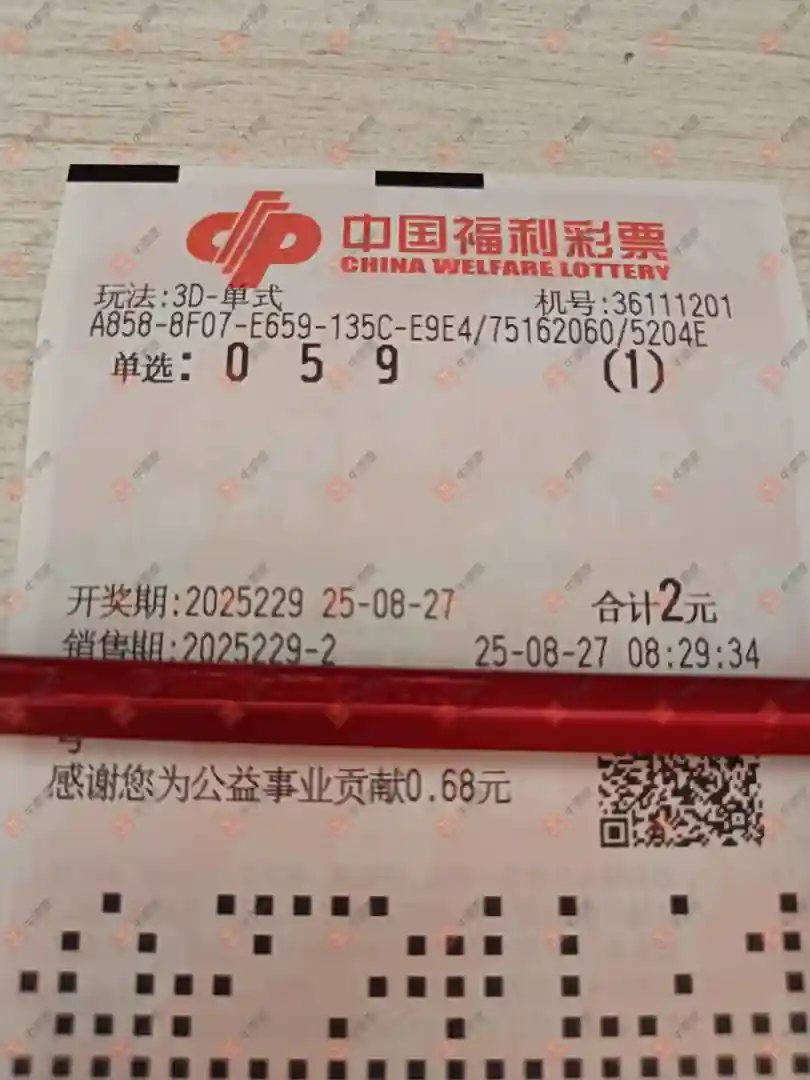 中国福利彩票
CHINA WELFARE LOTTERY
玩法:3D-单式 机号:36111201
A858-8F07-E659-135C-E9E4/75162060/5204E
单选: 0 5 9 (1)
开奖期:2025229 25-08-27 合计2元
销售期:2025229-2 25-08-27 08:29:34
号
感谢您为公益事业贡献0.68元